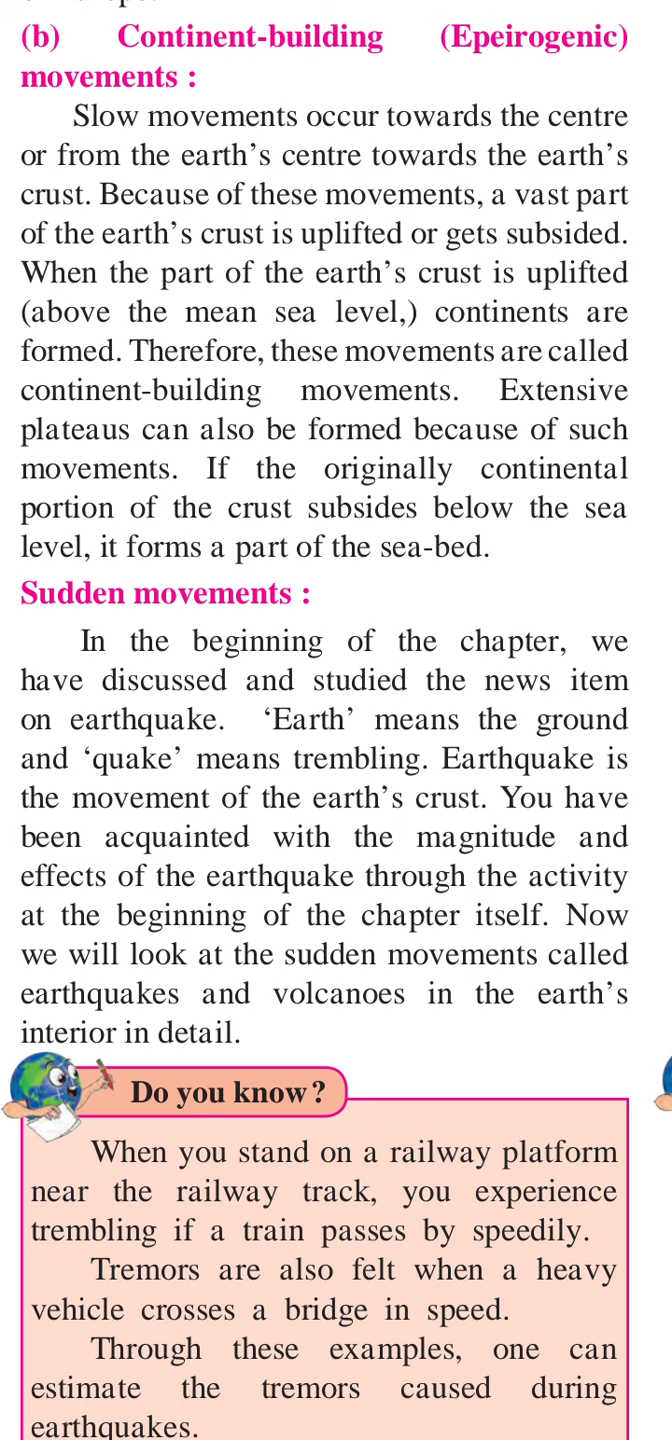 (b) Continent-building (Epeirogenic)
movements :
Slow movements occur towards the centre
or from the earth’s centre towards the earth’s
crust. Because of these movements, a vast part
of the earth’s crust is uplifted or gets subsided.
When the part of the earth’s crust is uplifted
(above the mean sea level,) continents are
formed. Therefore, these movements are called
continent-building movements. Extensive
plateaus can also be formed because of such
movements. If the originally continental
portion of the crust subsides below the sea
level, it forms a part of the sea-bed.
Sudden movements :
In the beginning of the chapter, we
have discussed and studied the news item
on earthquake. ‘Earth’ means the ground
and ‘quake’ means trembling. Earthquake is
the movement of the earth’s crust. You have
been acquainted with the magnitude and
effects of the earthquake through the activity
at the beginning of the chapter itself. Now
we will look at the sudden movements called
earthquakes and volcanoes in the earth’s
interior in detail.
Do you know?
When you stand on a railway platform
near the railway track, you experience
trembling if a train passes by speedily.
Tremors are also felt when a heavy
vehicle crosses a bridge in speed.
Through these examples, one can
estimate the tremors caused during
earthquakes.